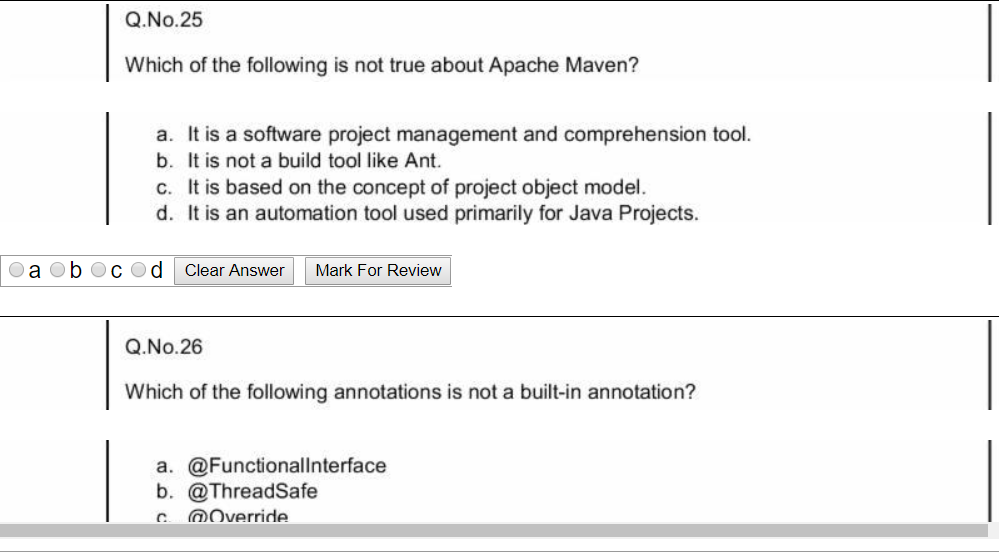 Q.No.25
Which of the following is not true about Apache Maven?
a. It is a software project management and comprehension tool.
b. It is not a build tool like Ant.
c. It is based on the concept of project object model.
d. It is an automation tool used primarily for Java Projects.
a b c d Clear Answer Mark For Review
Q.No.26
Which of the following annotations is not a built-in annotation?
a. @FunctionalInterface
b. @ThreadSafe
c. @Override